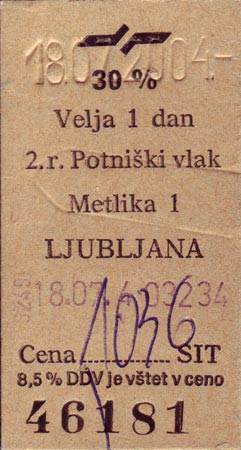 18.07.2004-
30 %
Velja 1 dan
2. r. Potniški vlak
Metlika 1
LJUBLJANA
18.07.4 03234
1036
Cena.................... SIT
8,5 % DDV je vštet v ceno
46181